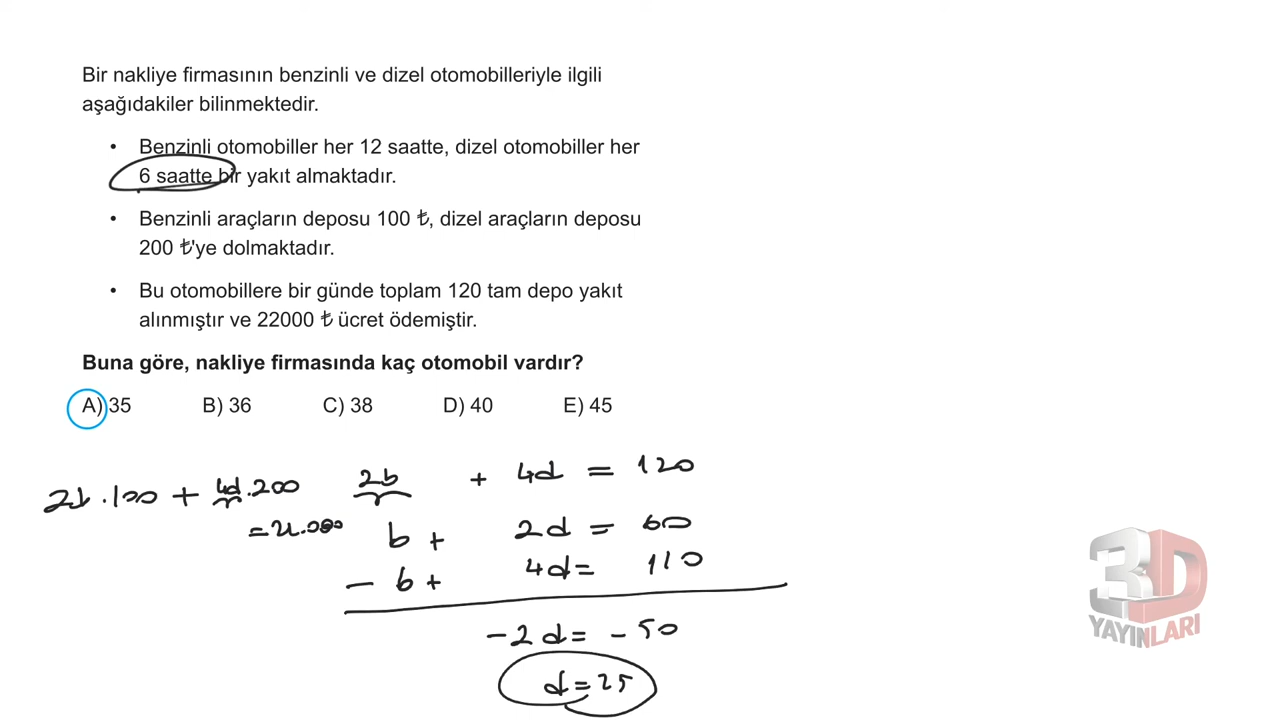 Bir nakliye firmasının benzinli ve dizel otomobilleriyle ilgili
aşağıdakiler bilinmektedir.
• Benzinli otomobiller her 12 saatte, dizel otomobiller her
6 saatte bir yakıt almaktadır.
• Benzinli araçların deposu 100 ₺, dizel araçların deposu
200 ₺'ye dolmaktadır.
• Bu otomobillere bir günde toplam 120 tam depo yakıt
alınmıştır ve 22000 ₺ ücret ödemiştir.
Buna göre, nakliye firmasında kaç otomobil vardır?
A) 35 B) 36 C) 38 D) 40 E) 45
2b + 4d = 120
2b.100 + 4d.200
= 22.000
b + 2d = 60
- b + 4d = 110
-2d = -50
d = 25
3D
YAYINLARI